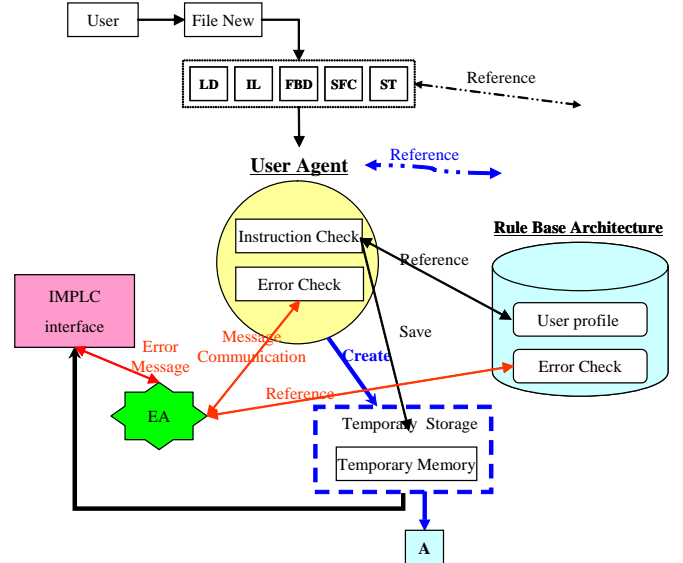 User
File New
LD IL FBD SFC ST
Reference
Reference
User Agent
Rule Base Architecture
Instruction Check
Reference
Error Check
User profile
IMPLC
interface
Save
Message
Communication
Error
Message
Create
Error Check
Reference
EA
Temporary Storage
Temporary Memory
A